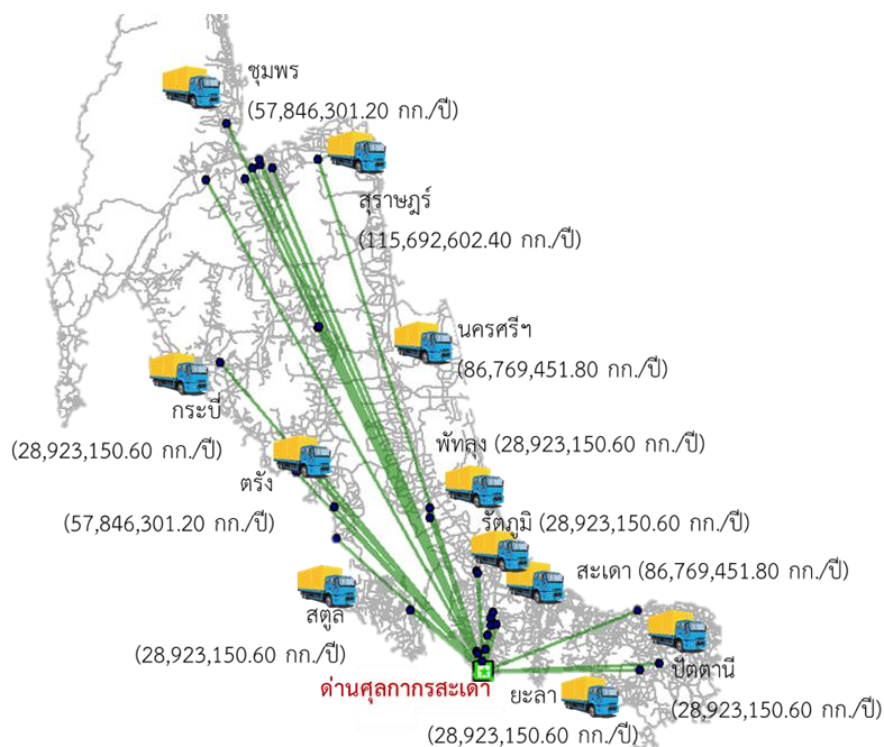 ชุมพร
(57,846,301.20 กก./ปี)
สุราษฎร์
(115,692,602.40 กก./ปี)
นครศรีฯ
(86,769,451.80 กก./ปี)
กระบี่
(28,923,150.60 กก./ปี)
พัทลุง (28,923,150.60 กก./ปี)
ตรัง
(57,846,301.20 กก./ปี)
รัตภูมิ (28,923,150.60 กก./ปี)
สะเดา (86,769,451.80 กก./ปี)
สตูล
(28,923,150.60 กก./ปี)
ด่านศุลกากรสะเดา
ปัตตานี
(28,923,150.60 กก./ปี)
ยะลา
(28,923,150.60 กก./ปี)